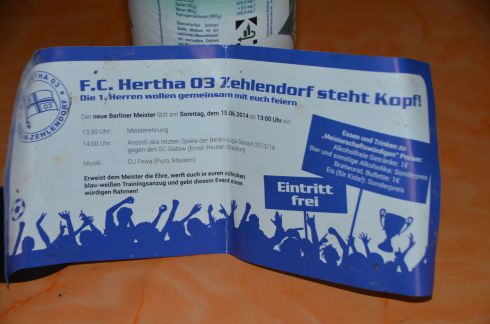 HERTHA 03
ZEHLENDORF
F.C. Hertha 03 Zehlendorf steht Kopf!
Die 1. Herren wollen gemeinsam mit euch feiern
Der neue Berliner Meister lädt am Sonntag, dem 15.06.2014 ab 13:00 Uhr ein:
13:30 Uhr: Meisterehrung
14:00 Uhr: Anstoß des letzten Spiels der Berlin-Liga Saison 2013/14
gegen den SC Gatow (Ernst-Reuter-Stadion)
Musik: DJ Fewa (Puro, Maxxim)
Erweist dem Meister die Ehre, werft euch in euren schicken
blau-weißen Trainingsanzug und gebt diesem Event einen
würdigen Rahmen!
Essen und Trinken zu
„Meisterschaftswürdigen“ Preisen:
Alkoholfreie Getränke: 1€
Bier und sonstige Alkoholika: Sonderpreis
Bratwurst, Bulette: 1€
Eis (für Kids!): Sonderpreis
Eintritt
frei